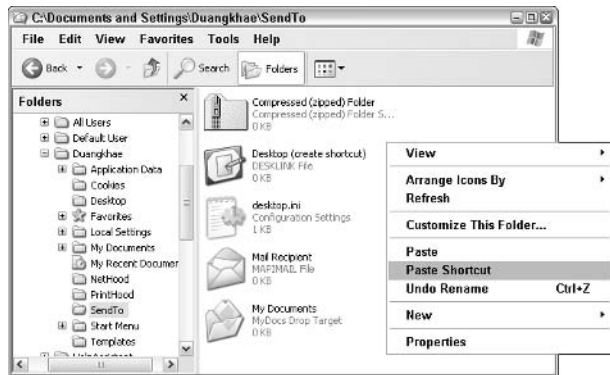 C:\Documents and Settings\Duangkhae\SendTo
File Edit View Favorites Tools Help
Back Search Folders
Folders
All Users
Default User
Duangkhae
Application Data
Cookies
Desktop
Favorites
Local Settings
My Documents
My Recent Documer
NetHood
PrintHood
SendTo
Start Menu
Templates
Compressed (zipped) Folder
Compressed (zipped) Folder S...
0 KB
Desktop (create shortcut)
DESKLINK File
0 KB
desktop.ini
Configuration Settings
1 KB
Mail Recipient
MAPIMAIL File
0 KB
My Documents
MyDocs Drop Target
0 KB
View
Arrange Icons By
Refresh
Customize This Folder...
Paste
Paste Shortcut
Undo Rename Ctrl+Z
New
Properties